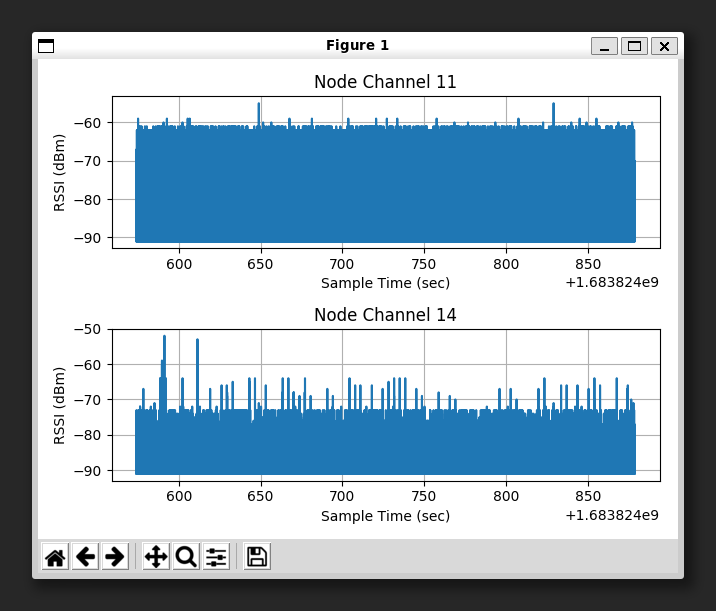 Figure 1
Node Channel 11
RSSI (dBm)
−60
−70
−80
−90
600 650 700 750 800 850
Sample Time (sec)
+1.683824e9
Node Channel 14
RSSI (dBm)
−50
−60
−70
−80
−90
600 650 700 750 800 850
Sample Time (sec)
+1.683824e9